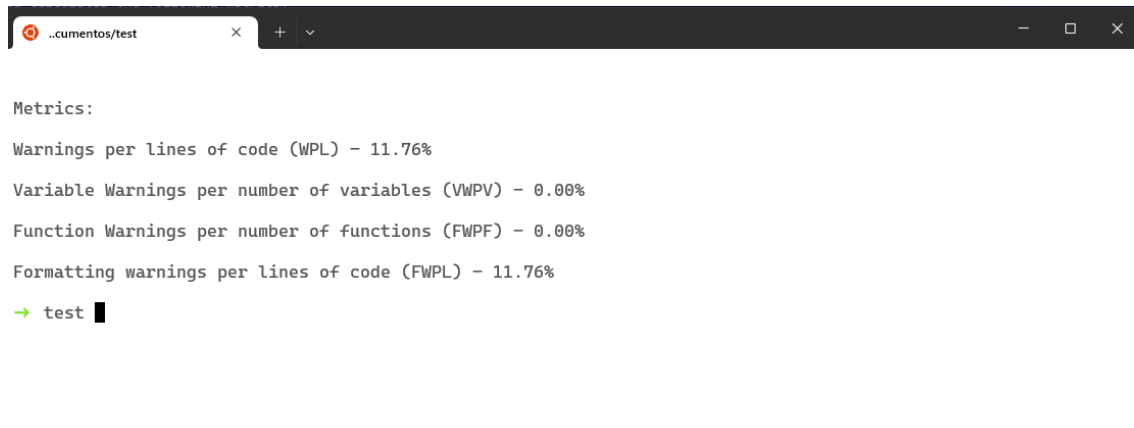 ..cumentos/test
Metrics:
Warnings per lines of code (WPL) – 11.76%
Variable Warnings per number of variables (VWPV) – 0.00%
Function Warnings per number of functions (FWPF) – 0.00%
Formatting warnings per lines of code (FWPL) – 11.76%
→ test